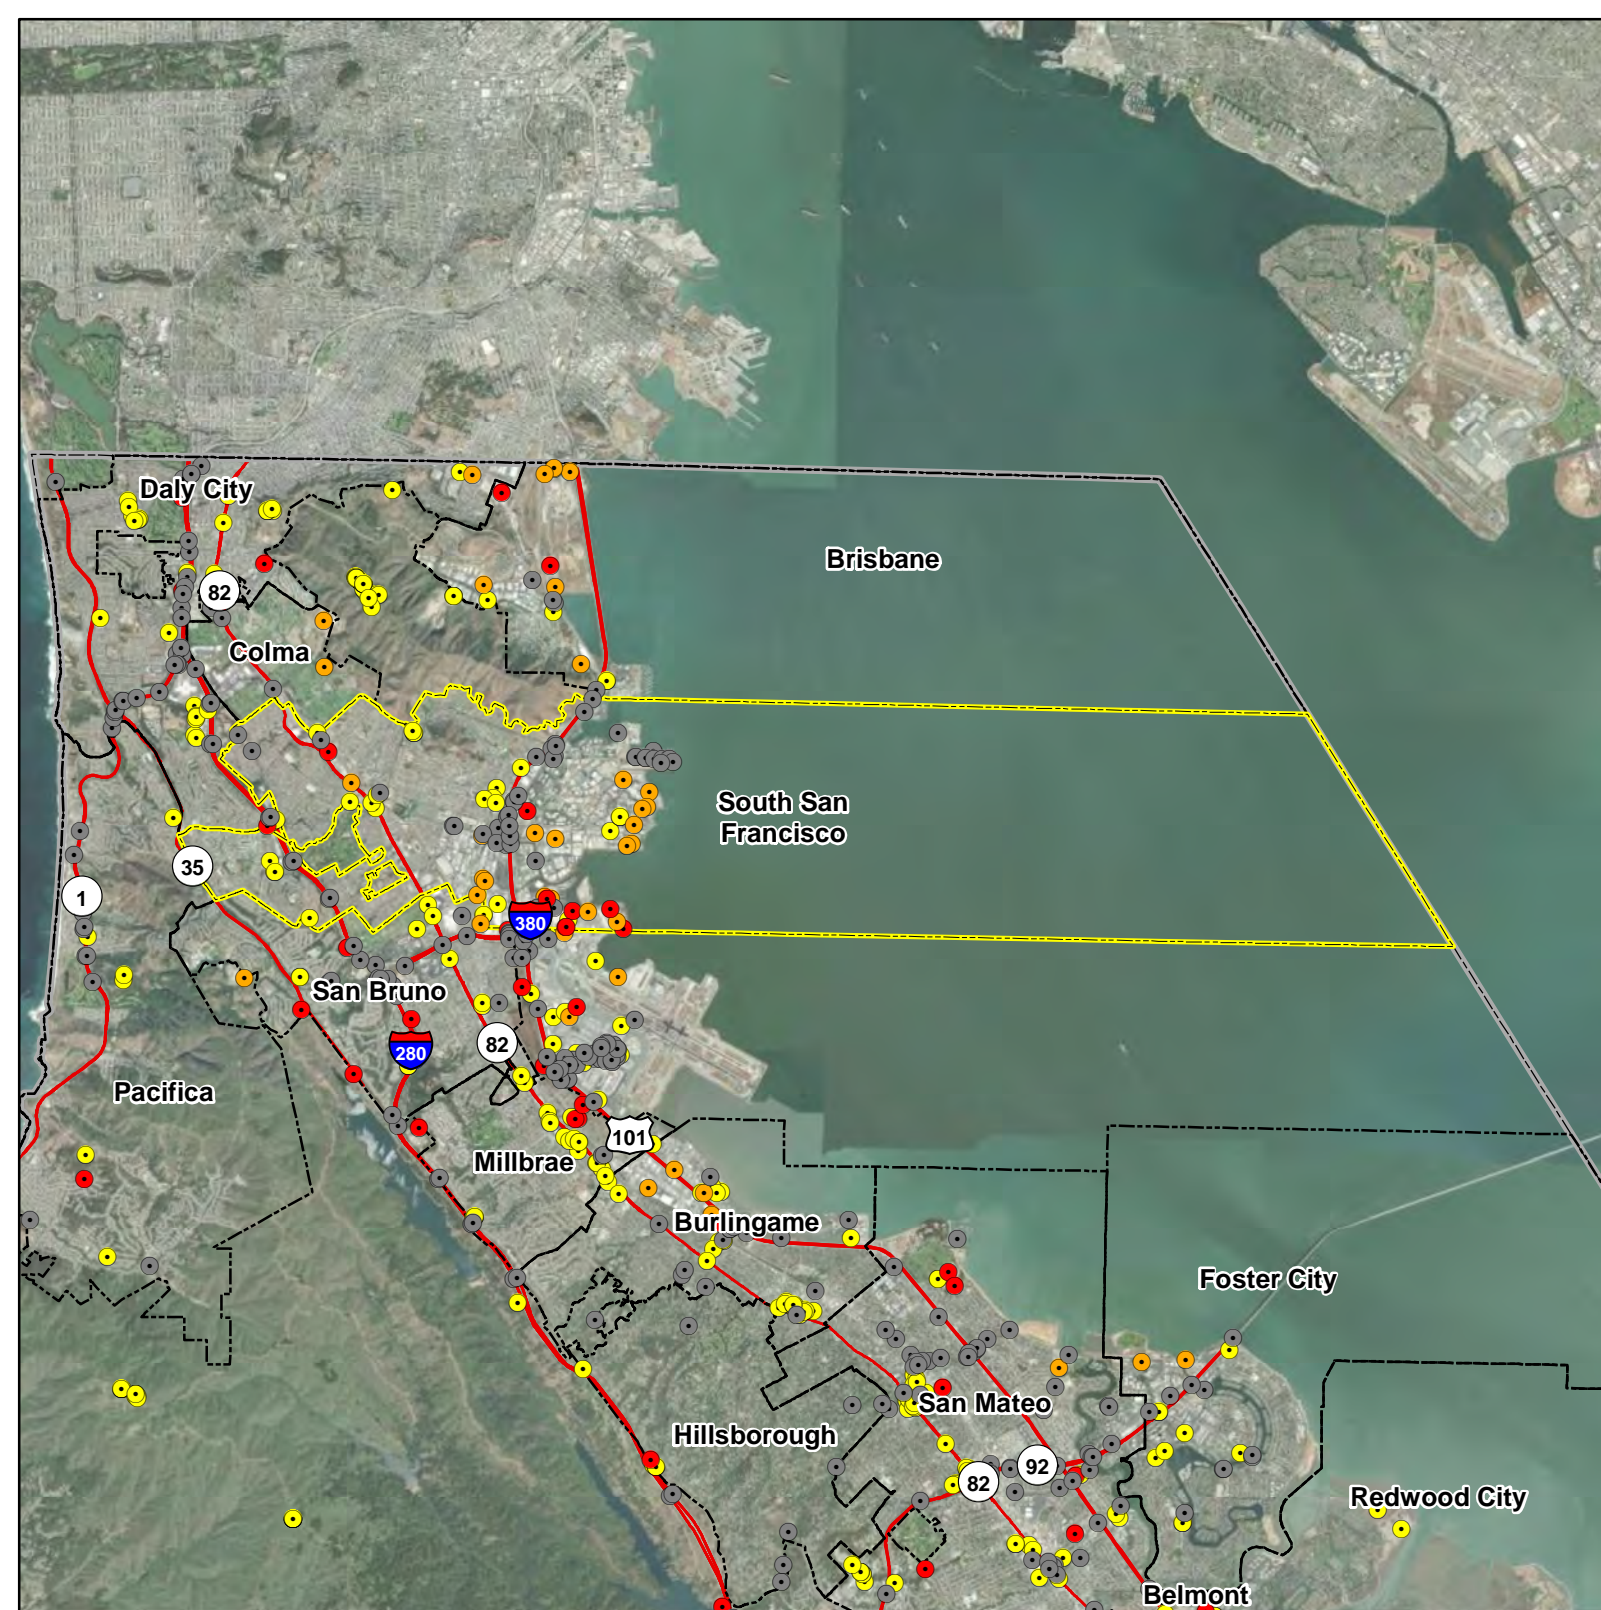 Daly City
Brisbane
82
Colma
South San
Francisco
35
1
380
San Bruno
280
82
Pacifica
101
Millbrae
Burlingame
Foster City
San Mateo
Hillsborough
92
82
Redwood City
Belmont